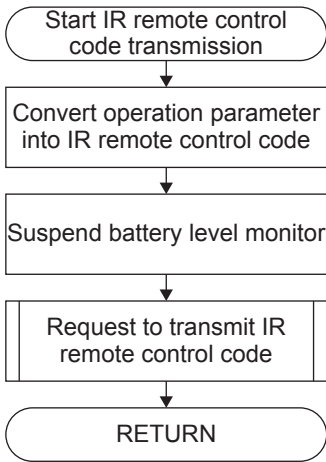 Start IR remote control
code transmission
Convert operation parameter
into IR remote control code
Suspend battery level monitor
Request to transmit IR
remote control code
RETURN